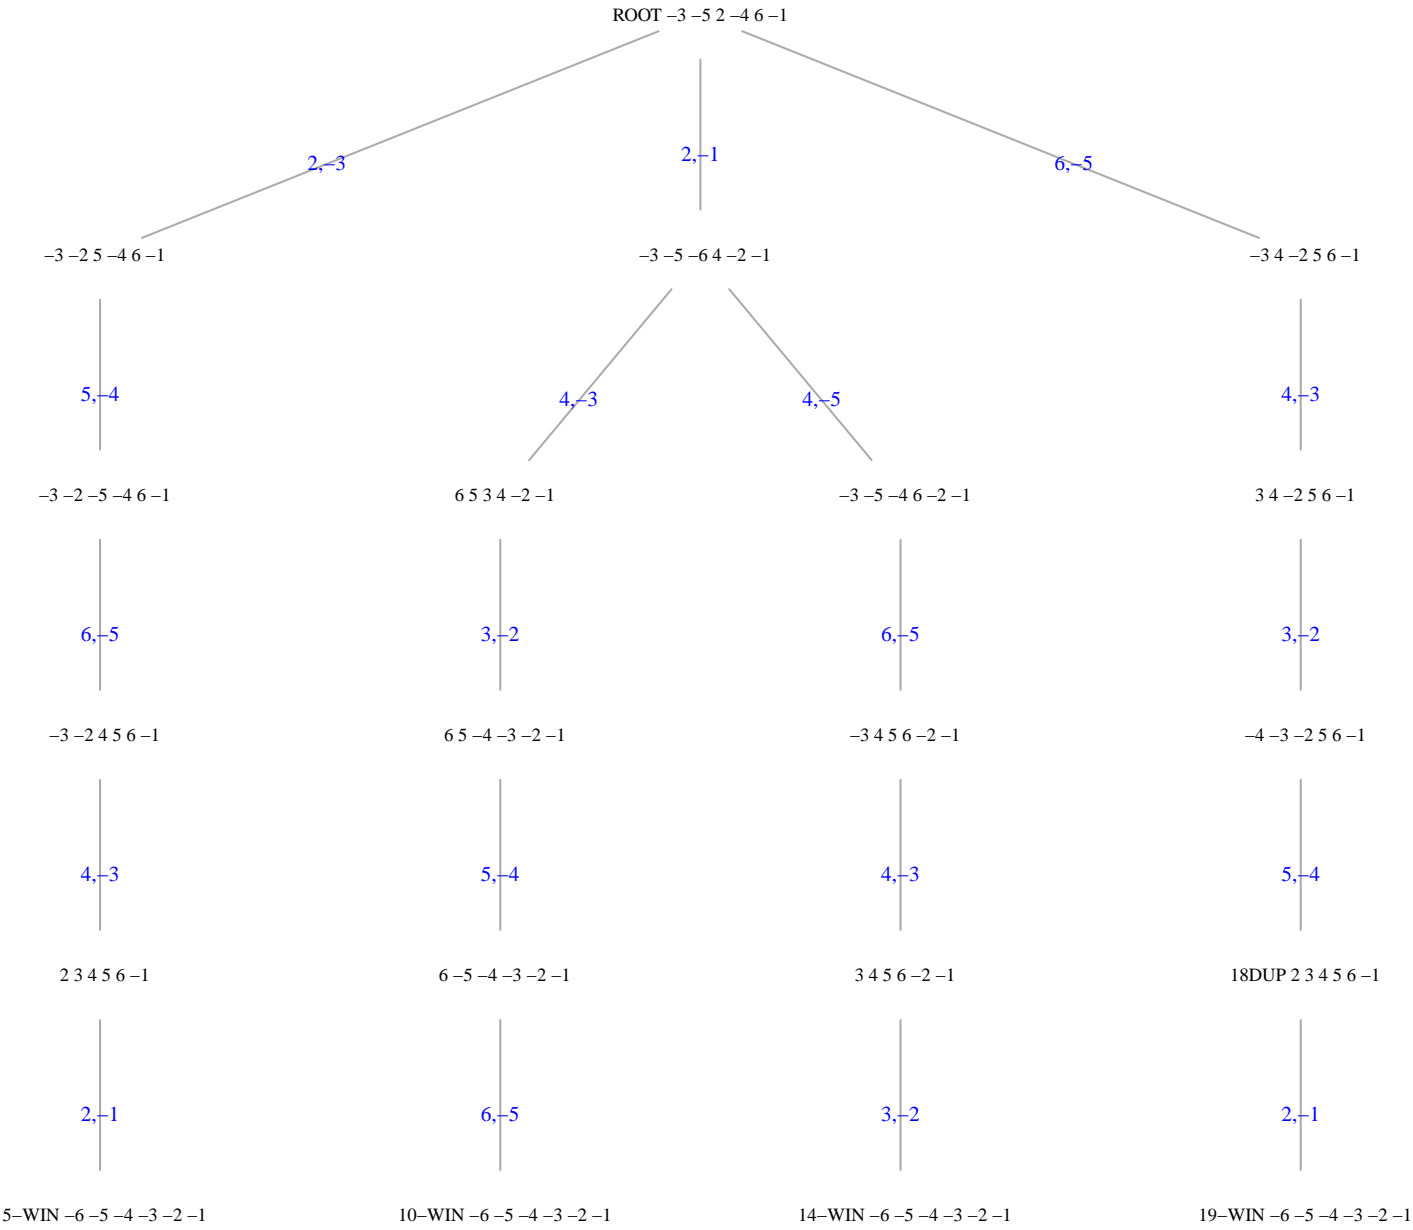 ROOT –3 –5 2 –4 6 –1
2,–3
2,–1
6,–5
–3 –2 5 –4 6 –1
–3 –5 –6 4 –2 –1
–3 4 –2 5 6 –1
5,–4
4,–3
4,–5
4,–3
–3 –2 –5 –4 6 –1
6 5 3 4 –2 –1
–3 –5 –4 6 –2 –1
3 4 –2 5 6 –1
6,–5
3,–2
6,–5
3,–2
–3 –2 4 5 6 –1
6 5 –4 –3 –2 –1
–3 4 5 6 –2 –1
–4 –3 –2 5 6 –1
4,–3
5,–4
4,–3
5,–4
2 3 4 5 6 –1
6 –5 –4 –3 –2 –1
3 4 5 6 –2 –1
18DUP 2 3 4 5 6 –1
2,–1
6,–5
3,–2
2,–1
5–WIN –6 –5 –4 –3 –2 –1
10–WIN –6 –5 –4 –3 –2 –1
14–WIN –6 –5 –4 –3 –2 –1
19–WIN –6 –5 –4 –3 –2 –1